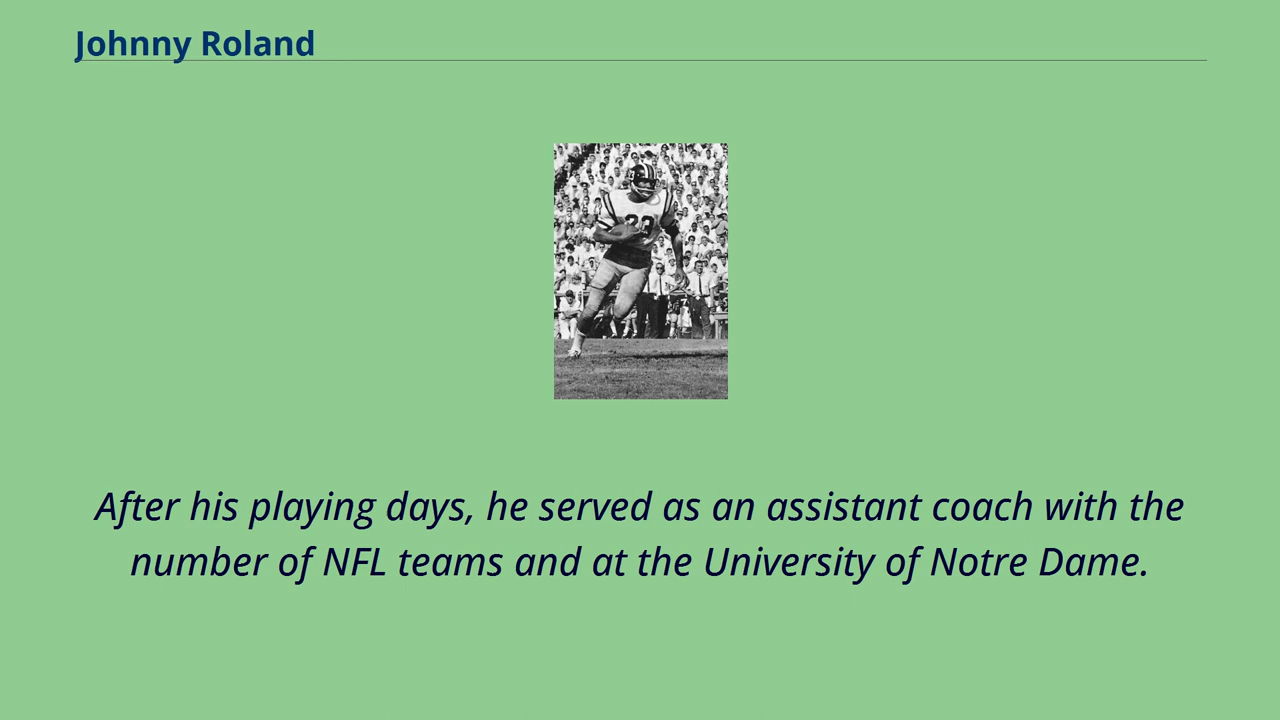 Johnny Roland
23
After his playing days, he served as an assistant coach with the
number of NFL teams and at the University of Notre Dame.